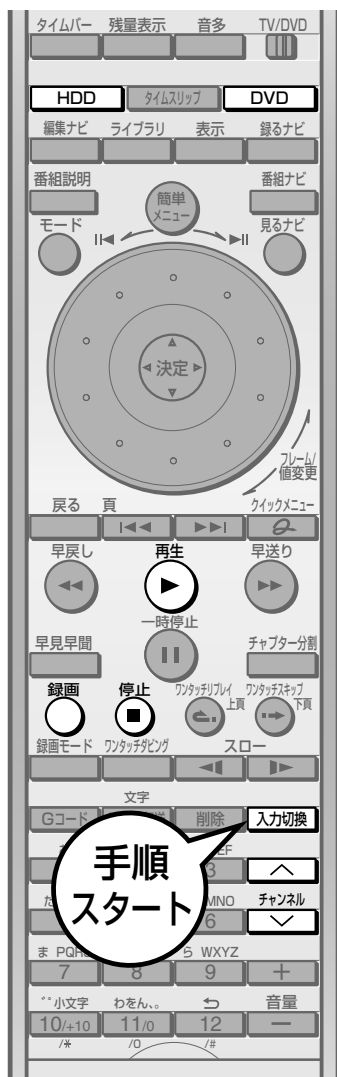 タイムバー 残量表示 音多 TV/DVD
HDD タイムスリップ DVD
編集ナビ ライブラリ 表示 録るナビ
番組説明 簡単メニュー 番組ナビ
モード 見るナビ
決定
フレーム/
値変更
戻る 頁 クイックメニュー
早戻し 再生 早送り
一時停止
早見早聞 チャプター分割
録画 停止 ワンタッチリプレイ ワンタッチスキップ
上頁 下頁
録画モード ワンタッチダビング スロー
文字
Gコード 削除 入力切換
手順
スタート
3
チャンネル
MNO
6
ま PQRS ら WXYZ
7 8 9 +
゛゜小文字 わをん、。 音量
10/+10 11/0 12 −
/* /0 /#